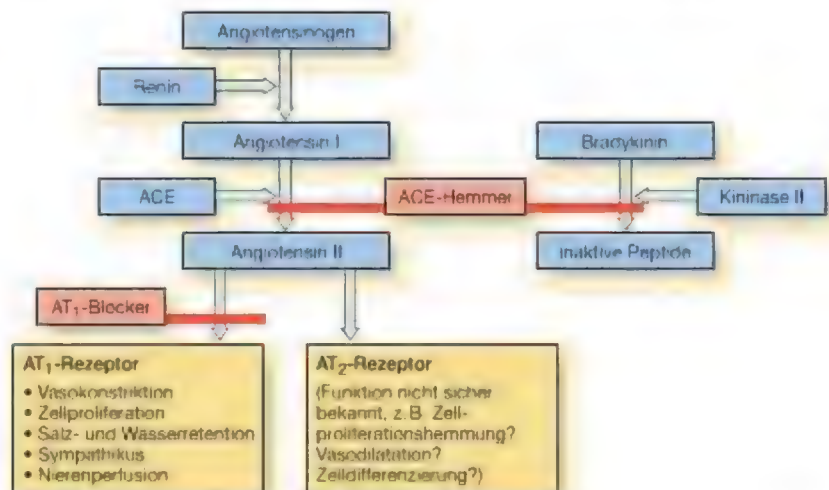 Angiotensinogen
Renin
Angiotensin I
Bradykinin
ACE
ACE-Hemmer
Kininase II
Angiotensin II
inaktive Peptide
AT₁-Blocker
AT₁-Rezeptor
• Vasokonstriktion
• Zellproliferation
• Salz- und Wasserretention
• Sympathikus
• Nierenperfusion
AT₂-Rezeptor
(Funktion nicht sicher
bekannt, z. B. Zell-
proliferationshemmung?
Vasodilatation?
Zelldifferenzierung?)